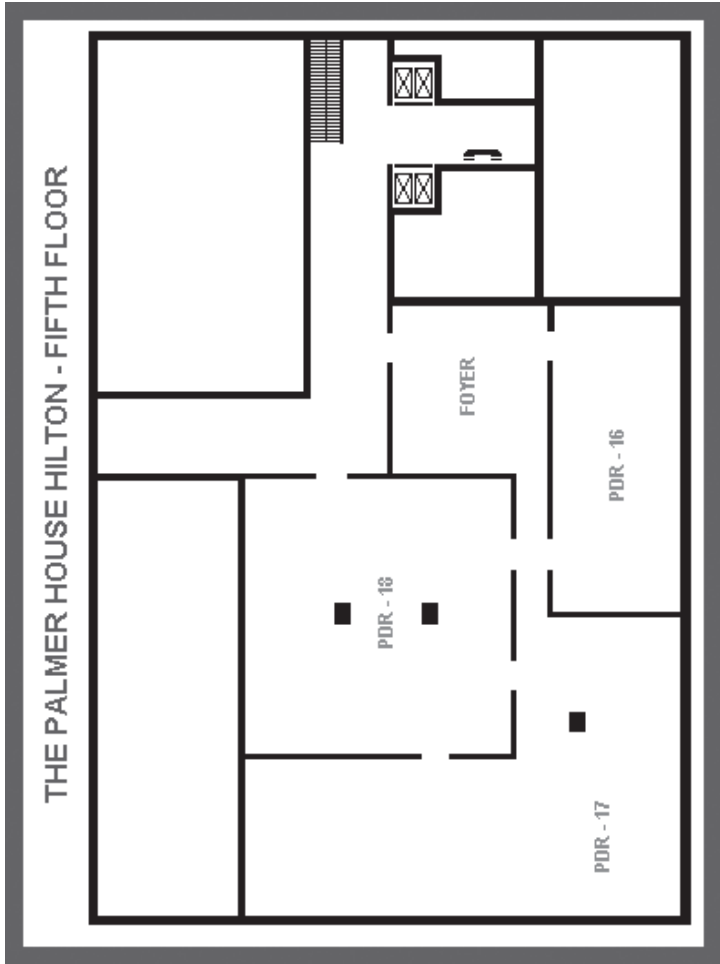 THE PALMER HOUSE HILTON - FIFTH FLOOR
FOYER
PDR - 16
PDR - 18
PDR - 17